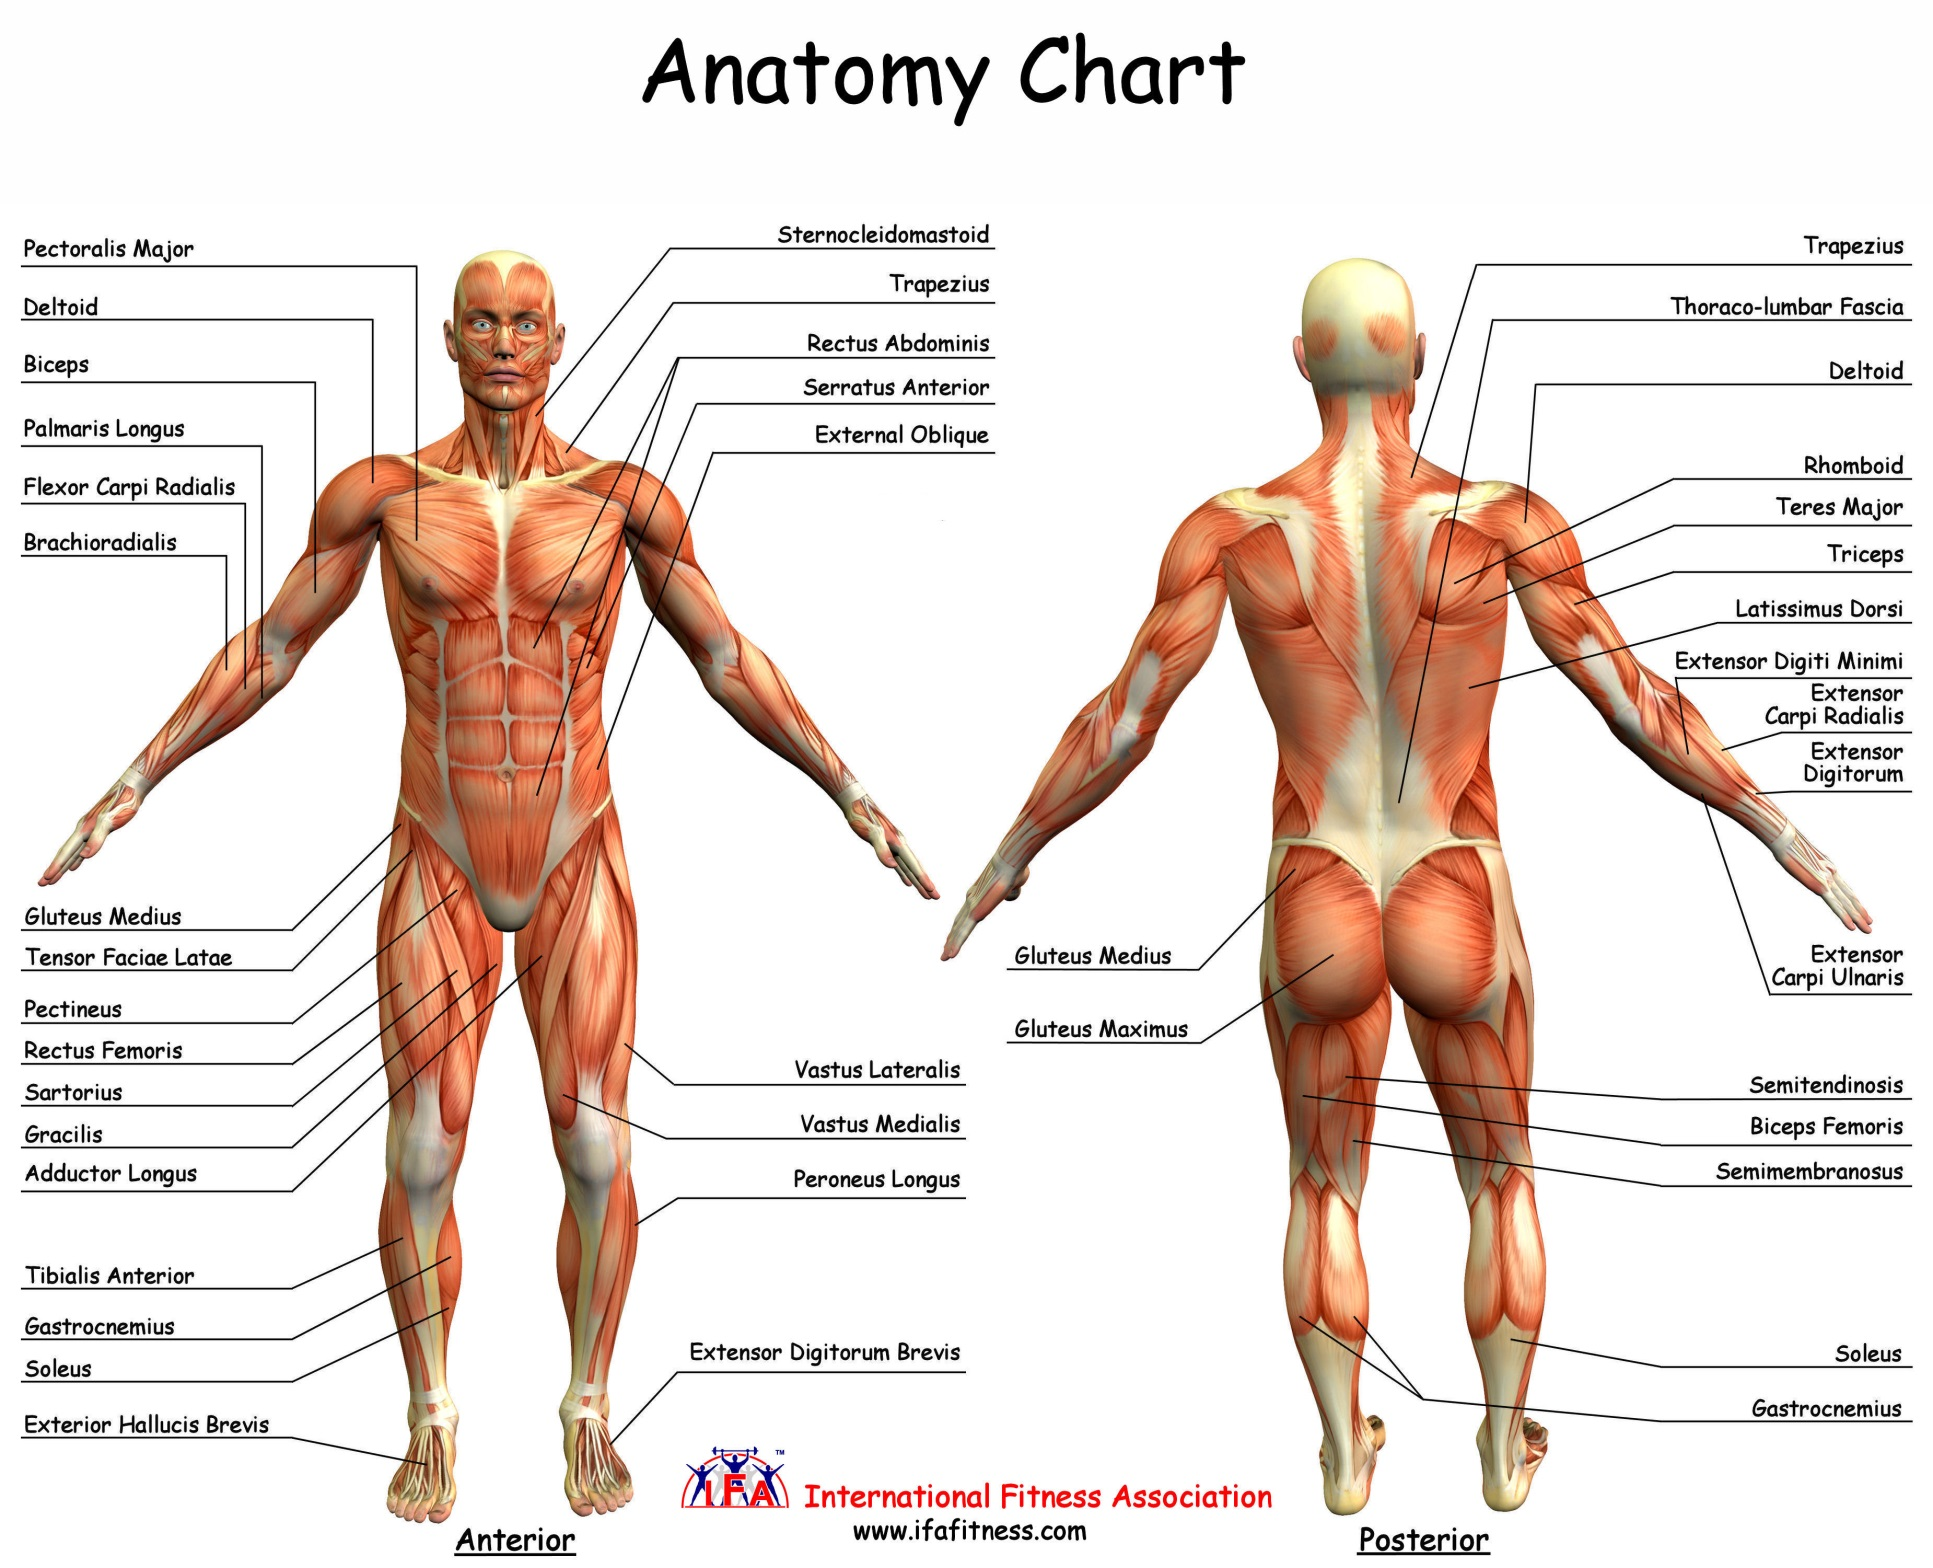 Anatomy Chart
Pectoralis Major
Deltoid
Biceps
Palmaris Longus
Flexor Carpi Radialis
Brachioradialis
Gluteus Medius
Tensor Faciae Latae
Pectineus
Rectus Femoris
Sartorius
Gracilis
Adductor Longus
Tibialis Anterior
Gastrocnemius
Soleus
Exterior Hallucis Brevis
Sternocleidomastoid
Trapezius
Rectus Abdominis
Serratus Anterior
External Oblique
Vastus Lateralis
Vastus Medialis
Peroneus Longus
Extensor Digitorum Brevis
Anterior
Gluteus Medius
Gluteus Maximus
Trapezius
Thoraco-lumbar Fascia
Deltoid
Rhomboid
Teres Major
Triceps
Latissimus Dorsi
Extensor Digiti Minimi
Extensor
Carpi Radialis
Extensor
Digitorum
Extensor
Carpi Ulnaris
Semitendinosis
Biceps Femoris
Semimembranosus
Soleus
Gastrocnemius
Posterior
IFA TM
International Fitness Association
www.ifafitness.com